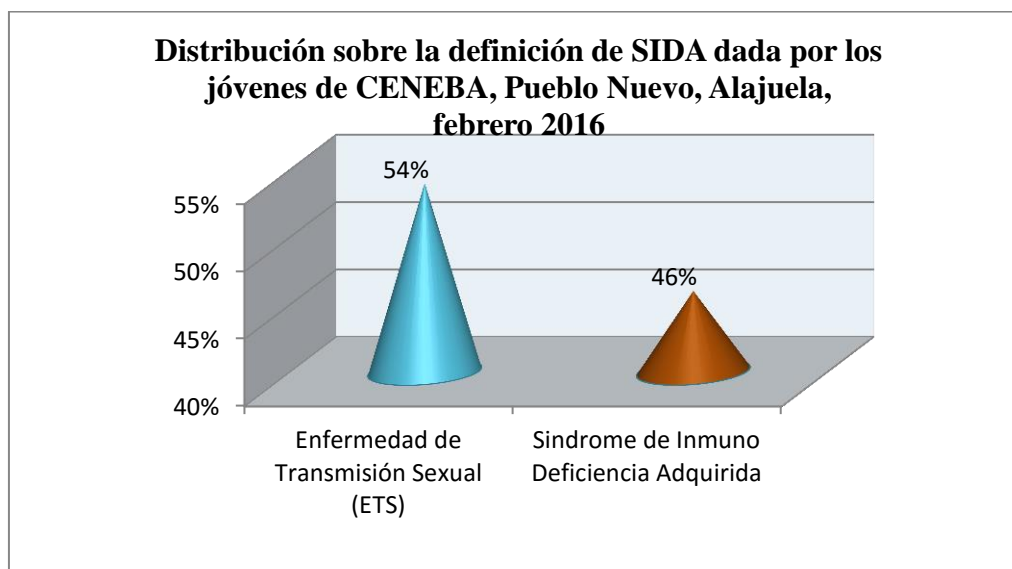 Distribución sobre la definición de SIDA dada por los
jóvenes de CENEBA, Pueblo Nuevo, Alajuela,
febrero 2016
54%
55%
50%
46%
45%
40%
Enfermedad de
Transmisión Sexual
(ETS)
Sindrome de Inmuno
Deficiencia Adquirida